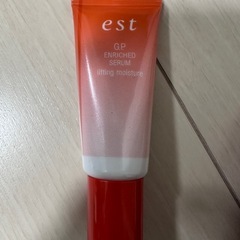 est
G.P.
ENRICHED
SERUM
lifting moisture